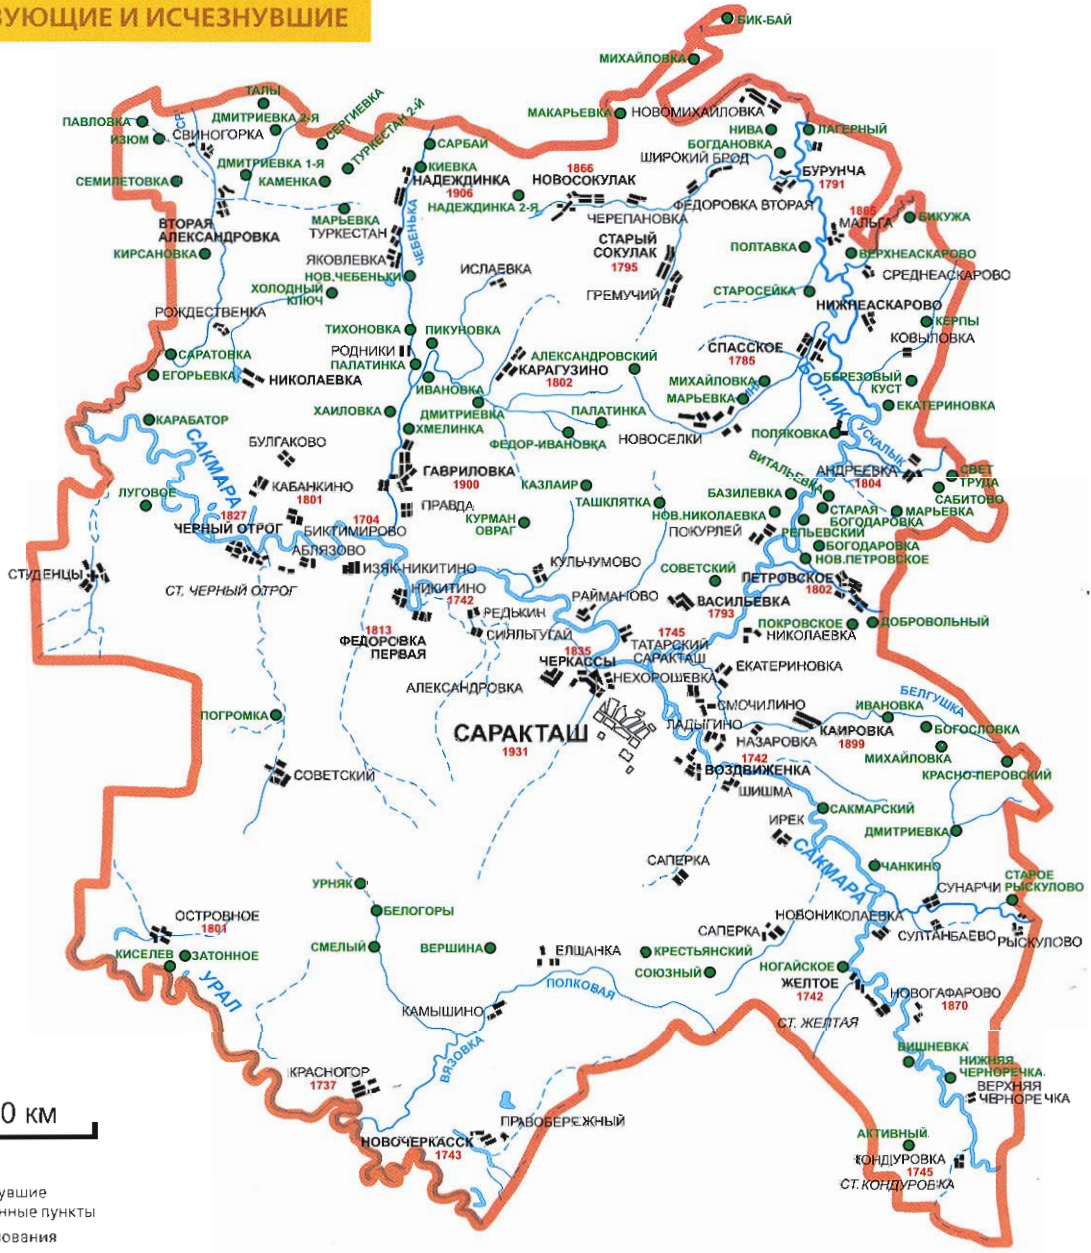 ВУЮЩИЕ И ИСЧЕЗНУВШИЕ
БИК-БАЙ
МИХАЙЛОВКА
ТАЛЫ
СЕРГИЕВКА
ТУРКЕСТАН 2-Й
МАКАРЬЕВКА
НОВОМИХАЙЛОВКА
ПАВЛОВКА
ДМИТРИЕВКА 2-Я
ИЗЮМ
СВИНОГОРКА
САРБАЙ
НИВА
ЛАГЕРНЫЙ
БОГДАНОВКА
ШИРОКИЙ БРОД
ДМИТРИЕВКА 1-Я
КИЕВКА
СЕМИЛЕТОВКА
КАМЕНКА
НАДЕЖДИНКА
1906
1866
НОВОСОКУЛАК
БУРУНЧА
1791
НАДЕЖДИНКА 2-Я
ФЕДОРОВКА ВТОРАЯ
МАРЬЕВКА
ТУРКЕСТАН
ЧЕРЕПАНОВКА
1865
МАЛЬГА
БИКУЖА
ВТОРАЯ
АЛЕКСАНДРОВКА
ЧЕБЕНЬКА
СТАРЫЙ
СОКУЛАК
1795
ПОЛТАВКА
КИРСАНОВКА
ЯКОВЛЕВКА
ВЕРХНЕАСКАРОВО
НОВ.ЧЕБЕНЬКИ
ИСЛАЕВКА
СРЕДНЕАСКАРОВО
ХОЛОДНЫЙ
КЛЮЧ
ГРЕМУЧИЙ
СТАРОСЕЙКА
НИЖНЕАСКАРОВО
РОЖДЕСТВЕНКА
КЕРПЫ
ТИХОНОВКА
ПИКУНОВКА
КОВЫЛОВКА
САРАТОВКА
РОДНИКИ
СПАССКОЕ
1785
АЛЕКСАНДРОВСКИЙ
ПАЛАТИНКА
КАРАГУЗИНО
1802
ЕГОРЬЕВКА
НИКОЛАЕВКА
МИХАЙЛОВКА
БЕРЕЗОВЫЙ
КУСТ
БОЛ.ИК
ИВАНОВКА
МАРЬЕВКА
ЕКАТЕРИНОВКА
КАРАБАТОР
ХАИЛОВКА
ДМИТРИЕВКА
ПАЛАТИНКА
ХМЕЛИНКА
ФЕДОР-ИВАНОВКА
НОВОСЕЛКИ
ПОЛЯКОВКА
УСКАЛЫК
САКМАРА
БУЛГАКОВО
ГАВРИЛОВКА
1900
ВИТАЛЬЕВКА
АНДРЕЕВКА
1804
СВЕТ
ТРУДА
КАБАНКИНО
1801
ЛУГОВОЕ
КАЗЛАИР
ТАШКЛЯТКА
БАЗИЛЕВКА
САБИТОВО
1827
ЧЕРНЫЙ ОТРОГ
1704
БИКТИМИРОВО
ПРАВДА
КУРМАН
ОВРАГ
НОВ.НИКОЛАЕВКА
СТАРАЯ
БОГОДАРОВКА
МАРЬЕВКА
ПОКУРЛЕЙ
РЕПЬЕВСКИЙ
АБЛЯЗОВО
БОГОДАРОВКА
ИЗЯК-НИКИТИНО
КУЛЬЧУМОВО
НОВ.ПЕТРОВСКОЕ
СТУДЕНЦЫ
СТ. ЧЕРНЫЙ ОТРОГ
СОВЕТСКИЙ
ПЕТРОВСКОЕ
1802
НИКИТИНО
1742
РАЙМАНОВО
ВАСИЛЬЕВКА
1793
РЕДЬКИН
ПОКРОВСКОЕ
ДОБРОВОЛЬНЫЙ
1813
ФЕДОРОВКА
ПЕРВАЯ
СИЯЛЬТУГАЙ
1745
ТАТАРСКИЙ
САРАКТАШ
НИКОЛАЕВКА
1835
ЧЕРКАССЫ
ЕКАТЕРИНОВКА
АЛЕКСАНДРОВКА
НЕХОРОШЕВКА
СМОЧИЛИНО
БЕЛГУШКА
ИВАНОВКА
ПОГРОМКА
САРАКТАШ
1931
ЛАДЫГИНО
КАИРОВКА
1899
БОГОСЛОВКА
НАЗАРОВКА
1742
ВОЗДВИЖЕНКА
МИХАЙЛОВКА
КРАСНО-ПЕРОВСКИЙ
СОВЕТСКИЙ
ШИШМА
САКМАРСКИЙ
ИРЕК
ДМИТРИЕВКА
САКМАРА
САПЕРКА
ЧАНКИНО
УРНЯК
СТАРОЕ
РЫСКУЛОВО
СУНАРЧИ
БЕЛОГОРЫ
ОСТРОВНОЕ
1801
НОВОНИКОЛАЕВКА
САПЕРКА
СУЛТАНБАЕВО
РЫСКУЛОВО
СМЕЛЫЙ
ВЕРШИНА
ЕЛШАНКА
КРЕСТЬЯНСКИЙ
КИСЕЛЕВ
ЗАТОННОЕ
СОЮЗНЫЙ
НОГАЙСКОЕ
ЖЕЛТОЕ
1742
УРАЛ
ПОЛКОВАЯ
НОВОГАФАРОВО
1870
КАМЫШИНО
СТ. ЖЕЛТАЯ
ВЯЗОВКА
ВИШНЕВКА
НИЖНЯЯ
ЧЕРНОРЕЧКА
КРАСНОГОР
1737
ВЕРХНЯЯ
ЧЕРНОРЕЧКА
0 км
ПРАВОБЕРЕЖНЫЙ
НОВОЧЕРКАССК
1743
АКТИВНЫЙ
КОНДУРОВКА
1745
СТ. КОНДУРОВКА
увшие
нные пункты
ования